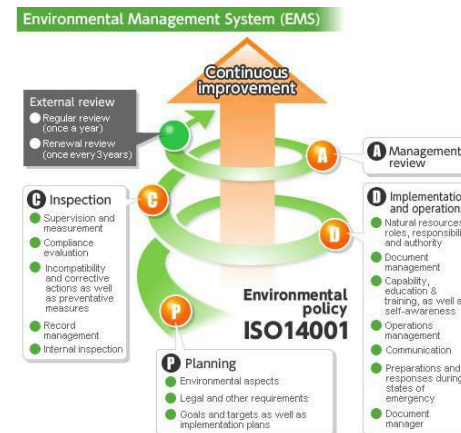 Environmental Management System (EMS)
Continuous
improvement
External review
Regular review
(once a year)
Renewal review
(once every 3 years)
A
A Management
review
C Inspection
Supervision and
measurement
Compliance
evaluation
Incompatibility
and corrective
actions as well
as preventative
measures
Record
management
Internal inspection
C
D
D Implementatio
and operations
Natural resources
roles, responsibili
and authority
Document
management
Capability,
education &
training, as well a
self-awareness
Operations
management
Communication
Preparations and
responses during
states of
emergency
Document
manager
Environmental
policy
ISO14001
P
P Planning
Environmental aspects
Legal and other requirements
Goals and targets as well as
implementation plans